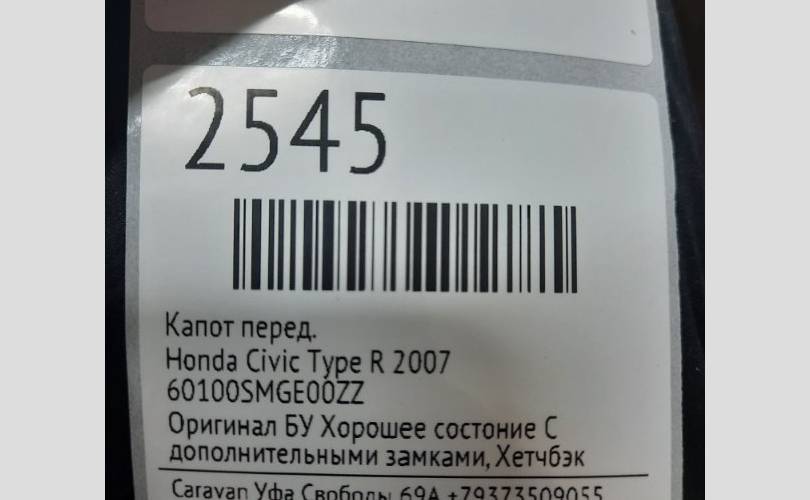 2545
Капот перед.
Honda Civic Type R 2007
60100SMGE00ZZ
Оригинал БУ Хорошее состоние С
дополнительными замками, Хетчбэк
Caravan Уфа Свободы 69А +79373509055